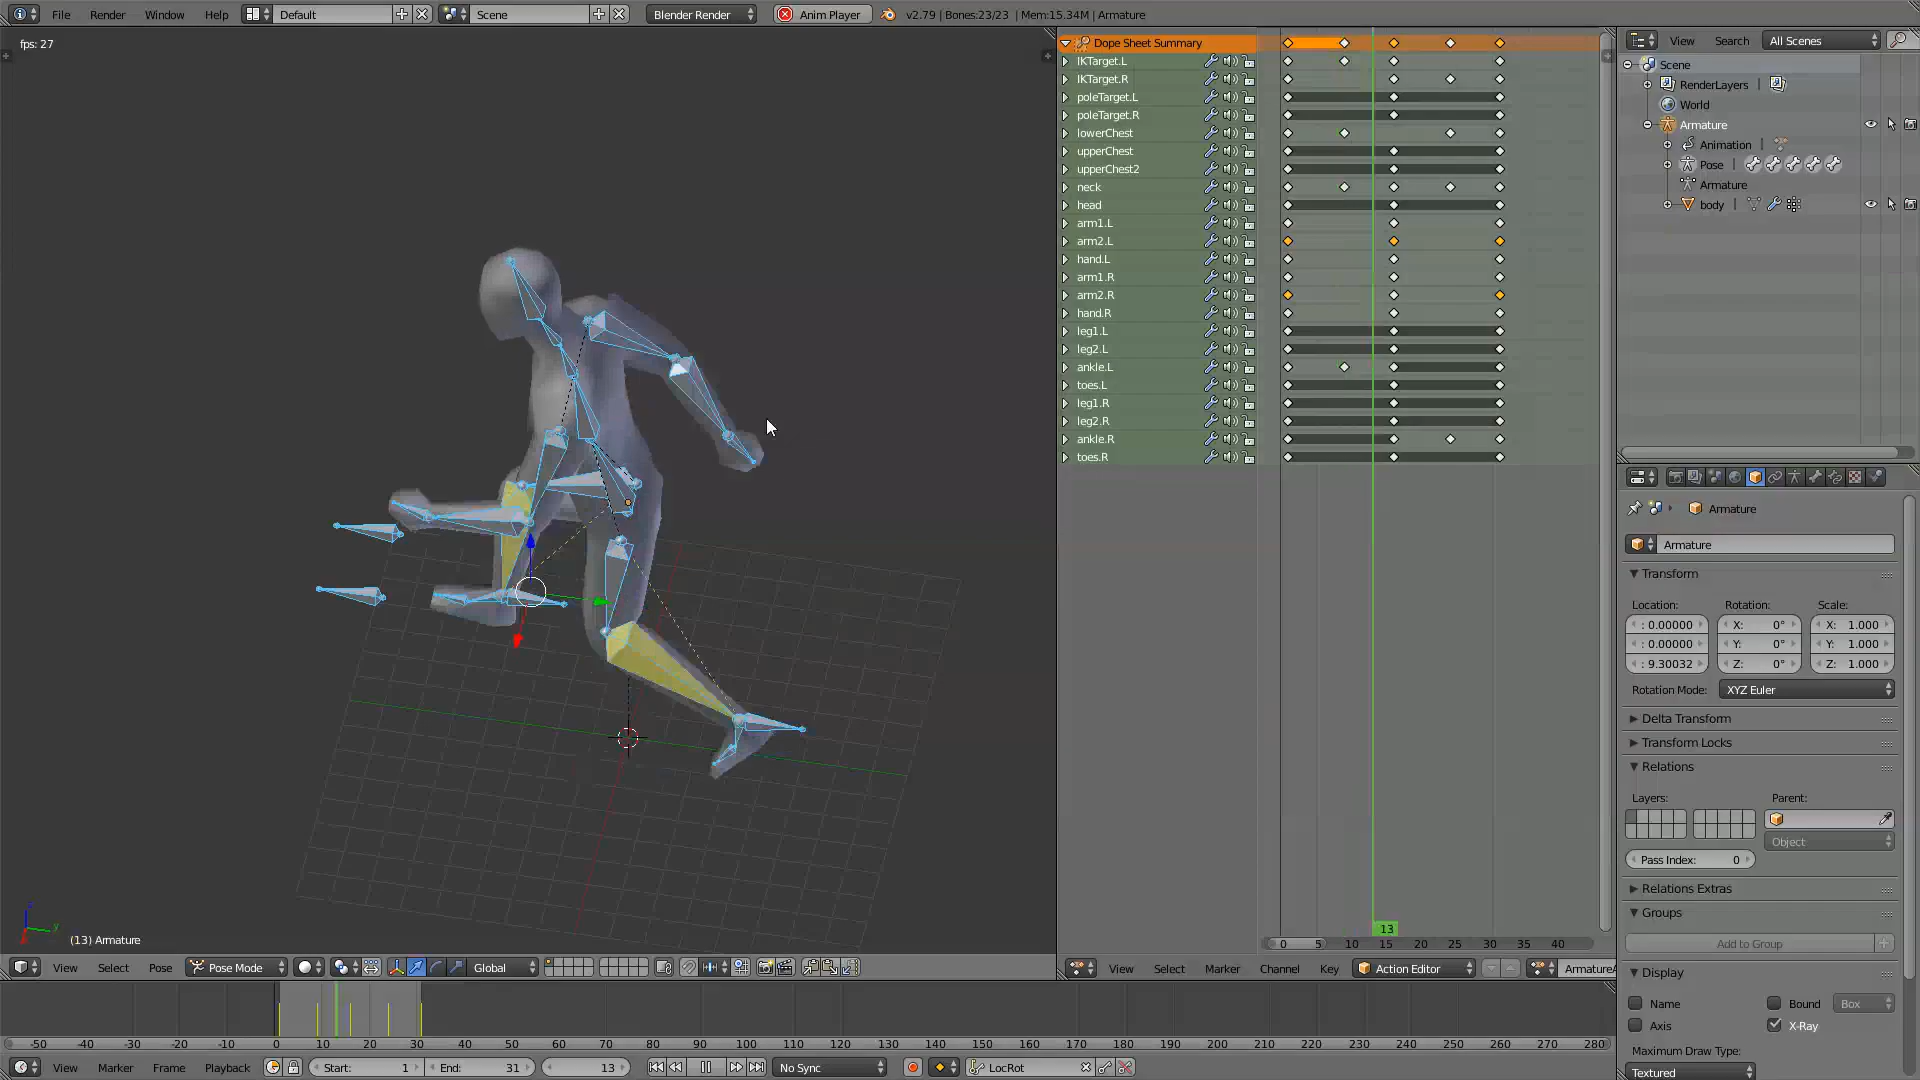 File Render Window Help Default Scene Blender Render Anim Player v2.79 | Bones:23/23 | Mem:15.34M | Armature
fps: 27
(13) Armature
View Select Pose Pose Mode Global
Dope Sheet Summary
IKTarget.L
IKTarget.R
poleTarget.L
poleTarget.R
lowerChest
upperChest
upperChest2
neck
head
arm1.L
arm2.L
hand.L
arm1.R
arm2.R
hand.R
leg1.L
leg2.L
ankle.L
toes.L
leg1.R
leg2.R
ankle.R
toes.R
13
0 5 10 15 20 25 30 35 40
View Select Marker Channel Key Action Editor ArmatureA
View Search All Scenes
Scene
RenderLayers
World
Armature
Animation
Pose
Armature
body
Armature
Armature
Transform
Location: Rotation: Scale:
: 0.00000 X: 0° X: 1.000
: 0.00000 Y: 0° Y: 1.000
: 9.30032 Z: 0° Z: 1.000
Rotation Mode: XYZ Euler
Delta Transform
Transform Locks
Relations
Layers: Parent:
Object
Pass Index: 0
Relations Extras
Groups
Add to Group
Display
Name Bound Box
Axis X-Ray
Maximum Draw Type:
Textured
-50 -40 -30 -20 -10 0 10 20 30 40 50 60 70 80 90 100 110 120 130 140 150 160 170 180 190 200 210 220 230 240 250 260 270 280
View Marker Frame Playback Start: 1 End: 31 13 No Sync LocRot